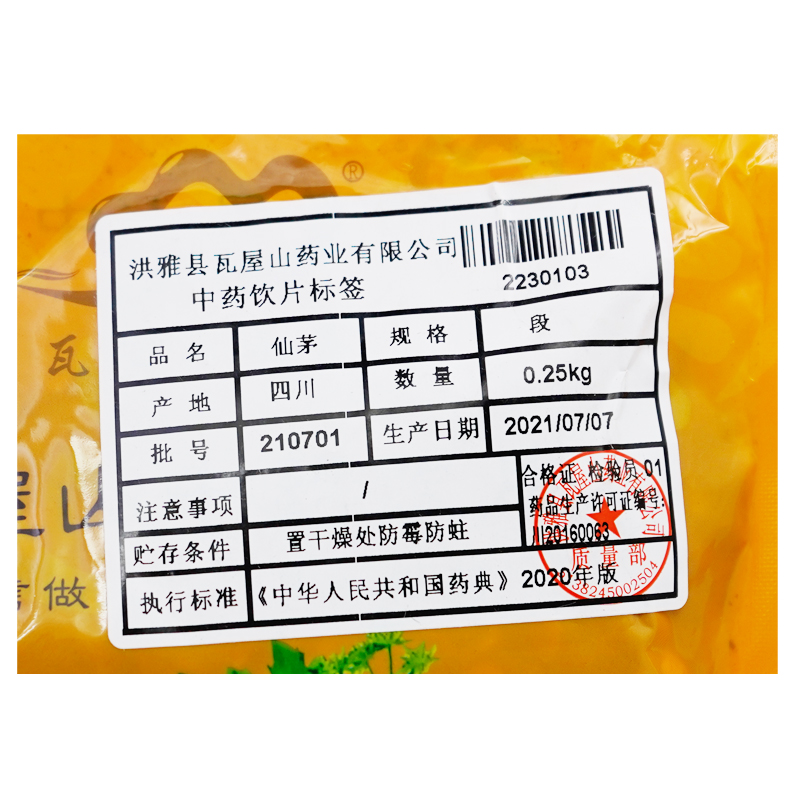 ®
洪雅县瓦屋山药业有限公司
中药饮片标签
2230103
品名 仙茅 规格 段
产地 四川 数量 0.25kg
批号 210701 生产日期 2021/07/07
注意事项 /
合格证 检验员 01
药品生产许可证编号:
川20160063
贮存条件 置干燥处防霉防蛀
执行标准 《中华人民共和国药典》2020年版
质量部
38245002504
瓦
屋山
做